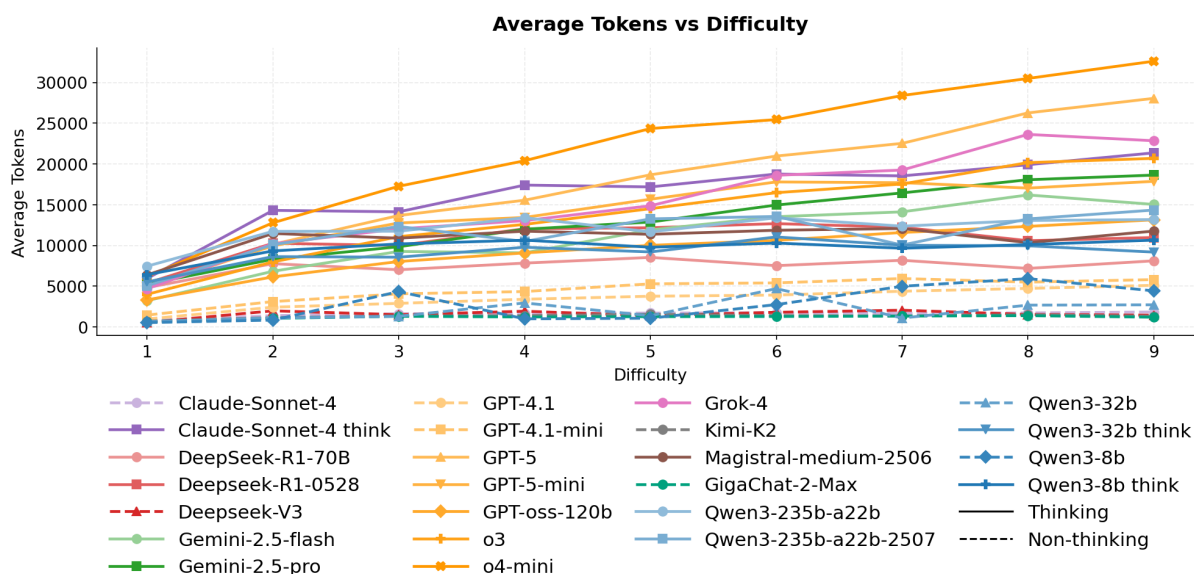 Average Tokens vs Difficulty
Average Tokens
30000
25000
20000
15000
10000
5000
0
1 2 3 4 5 6 7 8 9
Difficulty
Claude-Sonnet-4
Claude-Sonnet-4 think
DeepSeek-R1-70B
Deepseek-R1-0528
Deepseek-V3
Gemini-2.5-flash
Gemini-2.5-pro
GPT-4.1
GPT-4.1-mini
GPT-5
GPT-5-mini
GPT-oss-120b
o3
o4-mini
Grok-4
Kimi-K2
Magistral-medium-2506
GigaChat-2-Max
Qwen3-235b-a22b
Qwen3-235b-a22b-2507
Qwen3-32b
Qwen3-32b think
Qwen3-8b
Qwen3-8b think
Thinking
Non-thinking